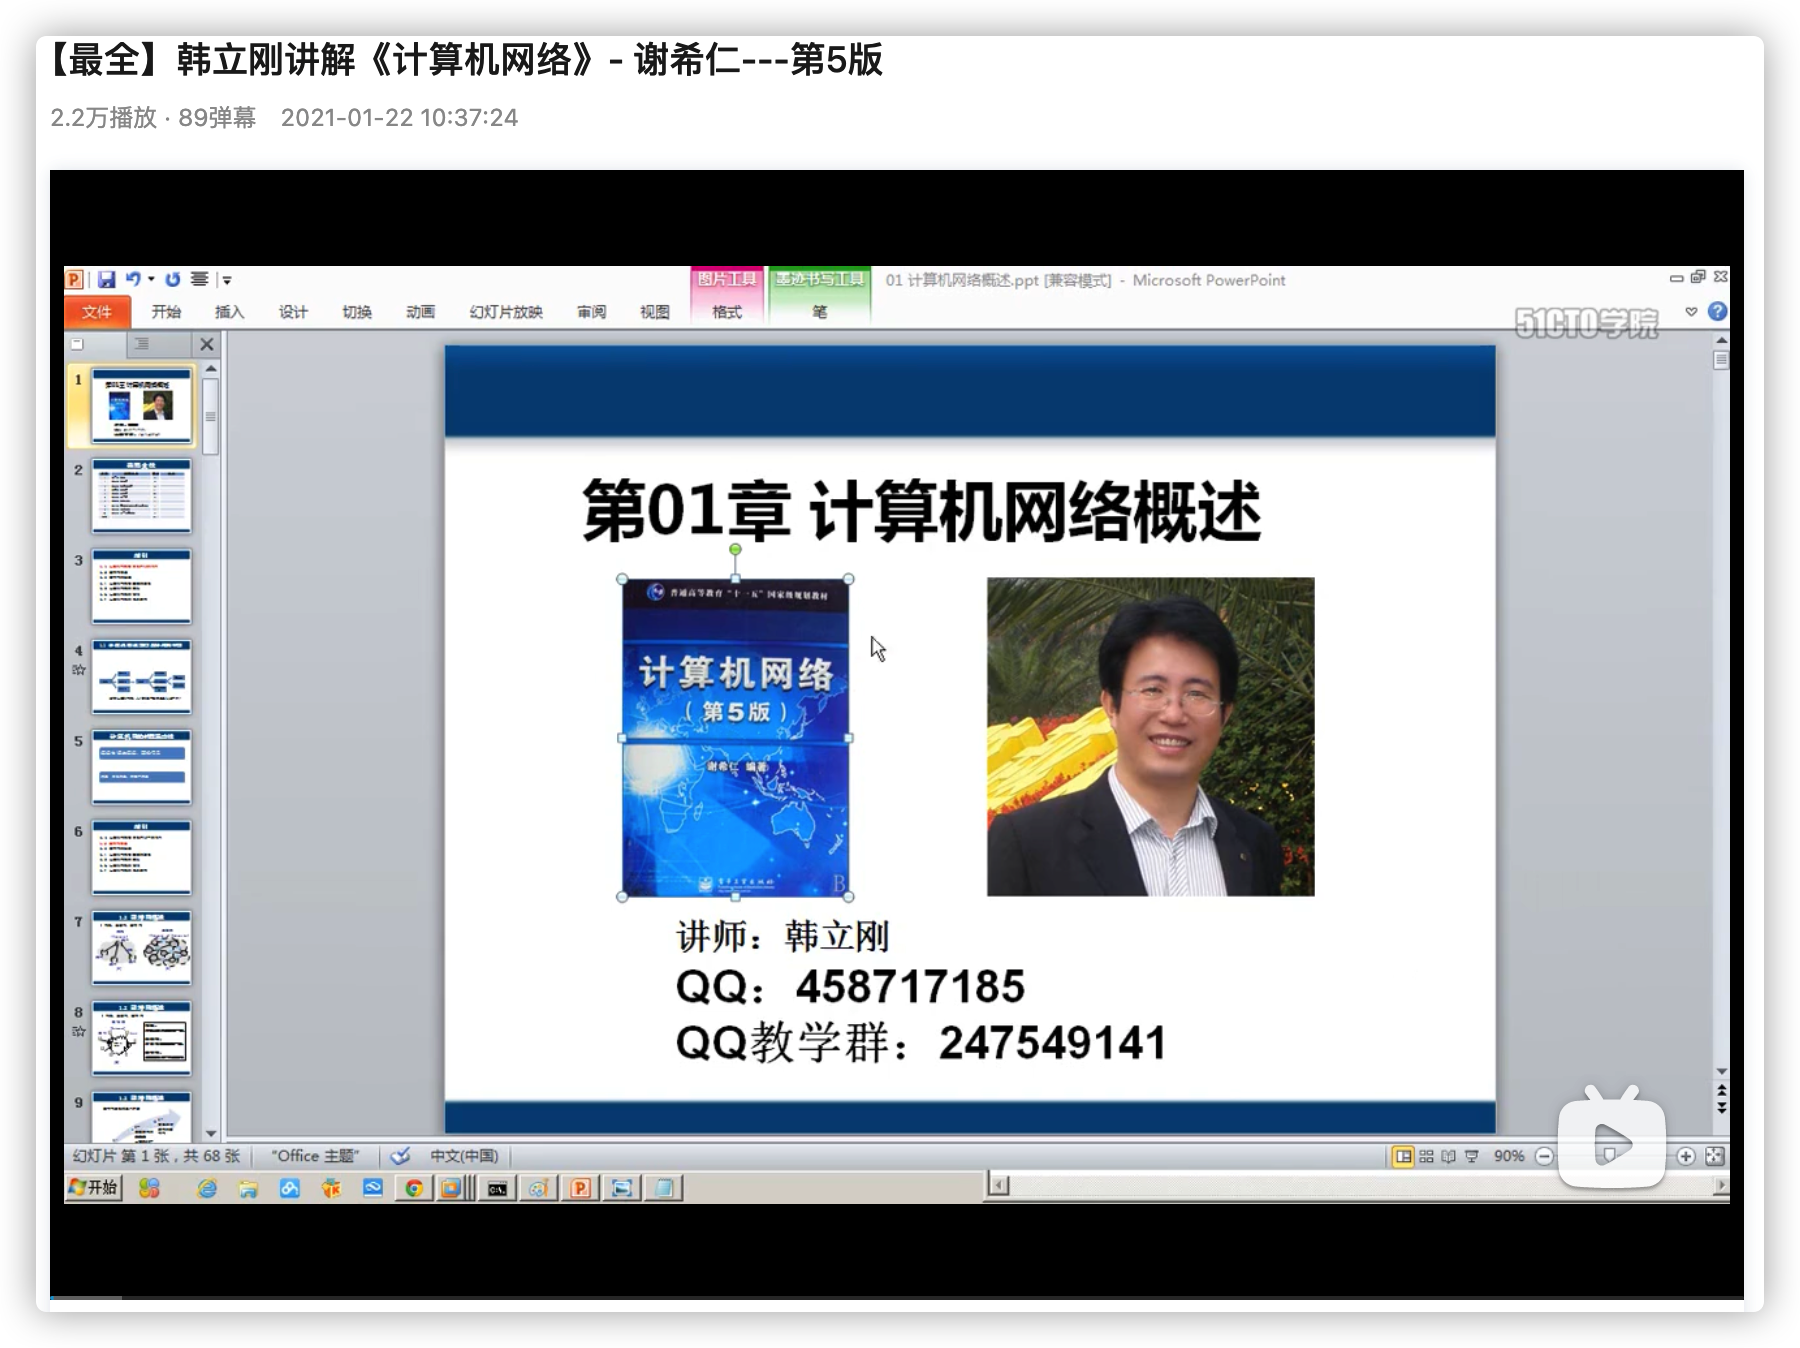 【最全】韩立刚讲解《计算机网络》- 谢希仁---第5版
2.2万播放 · 89弹幕 2021-01-22 10:37:24
图片工具 墨迹书写工具 01 计算机网络概述.ppt [兼容模式] - Microsoft PowerPoint
文件 开始 插入 设计 切换 动画 幻灯片放映 审阅 视图 格式 笔
51CTO学院
第01章 计算机网络概述
普通高等教育“十一五”国家级规划教材
计算机网络
(第5版)
谢希仁 编著
电子工业出版社
讲师：韩立刚
QQ：458717185
QQ教学群：247549141
1
2
3
4
5
6
7
8
9
幻灯片 第 1 张，共 68 张 "Office 主题" 中文(中国) 90%
开始